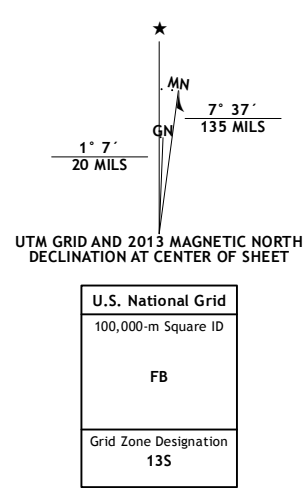 ★
MN
7° 37´
135 MILS
GN
1° 7´
20 MILS
UTM GRID AND 2013 MAGNETIC NORTH
DECLINATION AT CENTER OF SHEET
U.S. National Grid
100,000-m Square ID
FB
Grid Zone Designation
13S